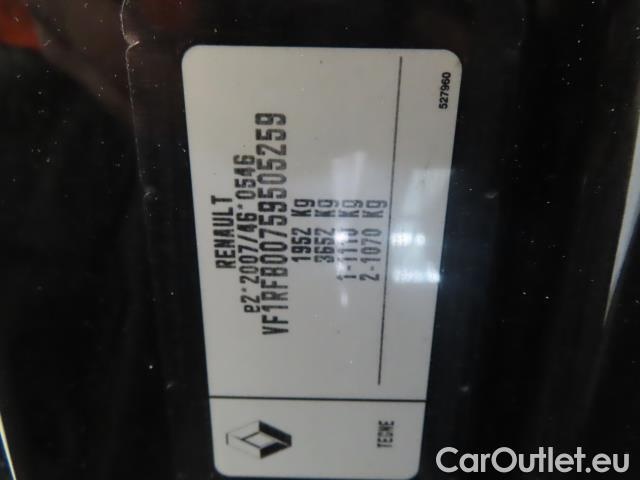 RENAULT
e2*2007/46*0546
VF1RFB00759505259
1952 Kg
3652 Kg
1-1110 Kg
2-1070 Kg
TEGNE
527960
CarOutlet.eu